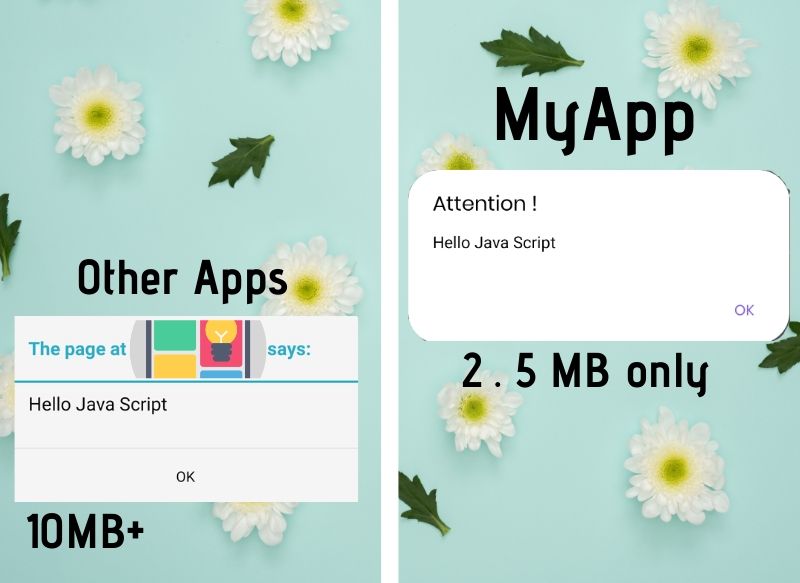 Other Apps
The page at says:
Hello Java Script
OK
10MB+
MyApp
Attention !
Hello Java Script
OK
2.5 MB only